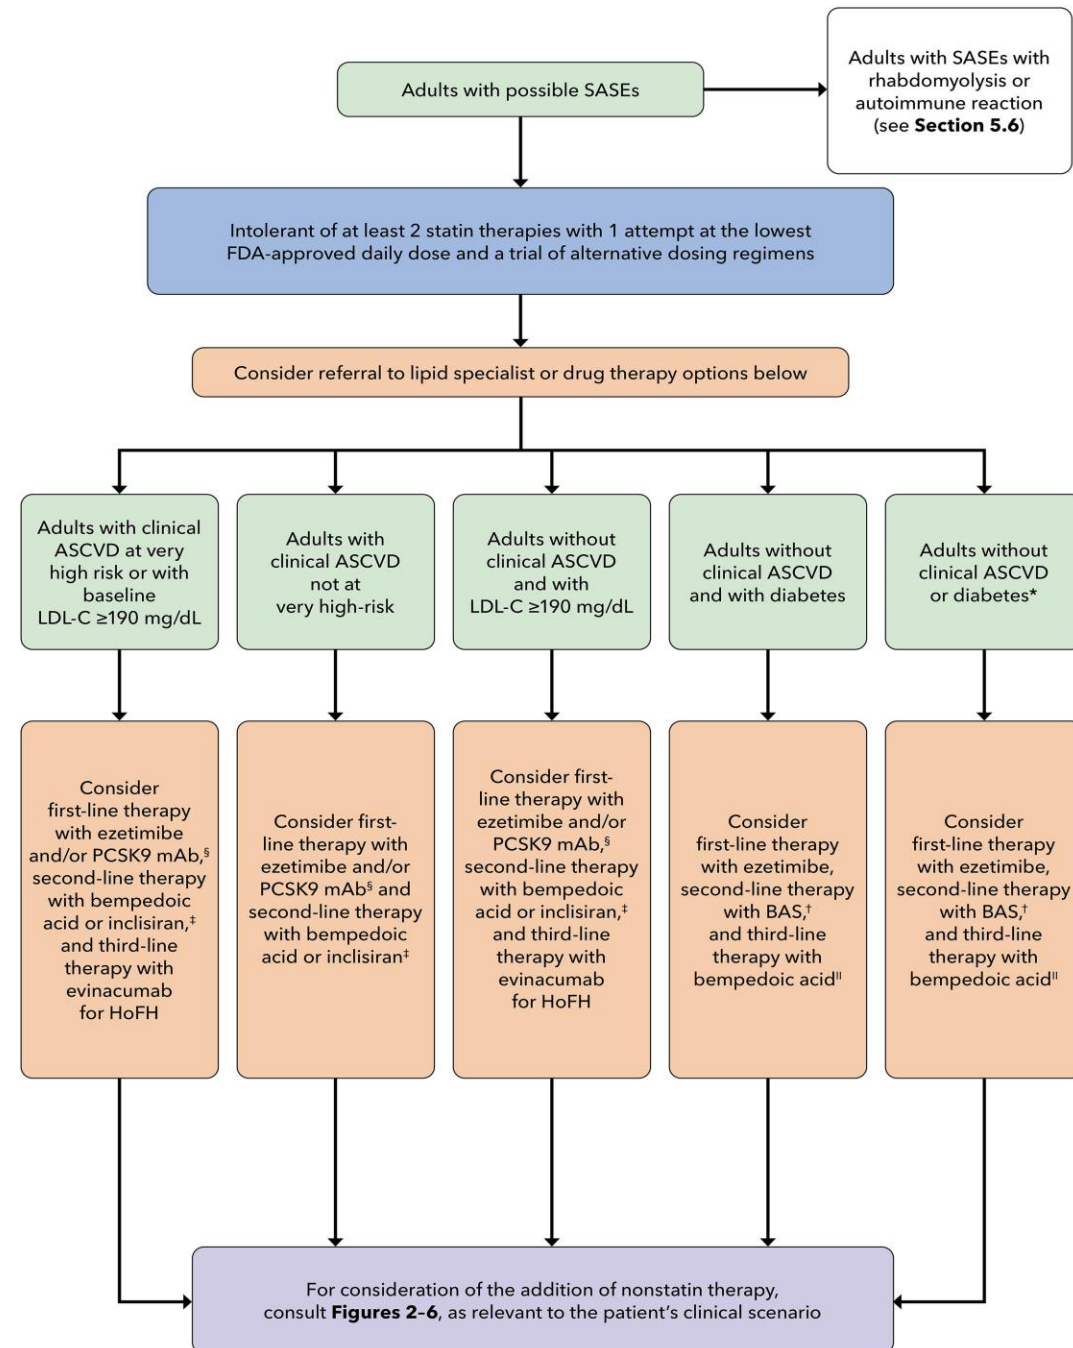 Adults with possible SASEs
Adults with SASEs with
rhabdomyolysis or
autoimmune reaction
(see Section 5.6)
Intolerant of at least 2 statin therapies with 1 attempt at the lowest
FDA-approved daily dose and a trial of alternative dosing regimens
Consider referral to lipid specialist or drug therapy options below
Adults with clinical
ASCVD at very
high risk or with
baseline
LDL-C ≥190 mg/dL
Adults with
clinical ASCVD
not at
very high-risk
Adults without
clinical ASCVD
and with
LDL-C ≥190 mg/dL
Adults without
clinical ASCVD
and with diabetes
Adults without
clinical ASCVD
or diabetes*
Consider
first-line therapy
with ezetimibe
and/or PCSK9 mAb,§
second-line therapy
with bempedoic
acid or inclisiran,‡
and third-line
therapy with
evinacumab
for HoFH
Consider first-
line therapy with
ezetimibe and/or
PCSK9 mAb§ and
second-line therapy
with bempedoic
acid or inclisiran‡
Consider first-
line therapy with
ezetimibe and/or
PCSK9 mAb,§
second-line therapy
with bempedoic
acid or inclisiran,‡
and third-line
therapy with
evinacumab
for HoFH
Consider
first-line therapy
with ezetimibe,
second-line therapy
with BAS,†
and third-line
therapy with
bempedoic acid||
Consider
first-line therapy
with ezetimibe,
second-line therapy
with BAS,†
and third-line
therapy with
bempedoic acid||
For consideration of the addition of nonstatin therapy,
consult Figures 2–6, as relevant to the patient's clinical scenario